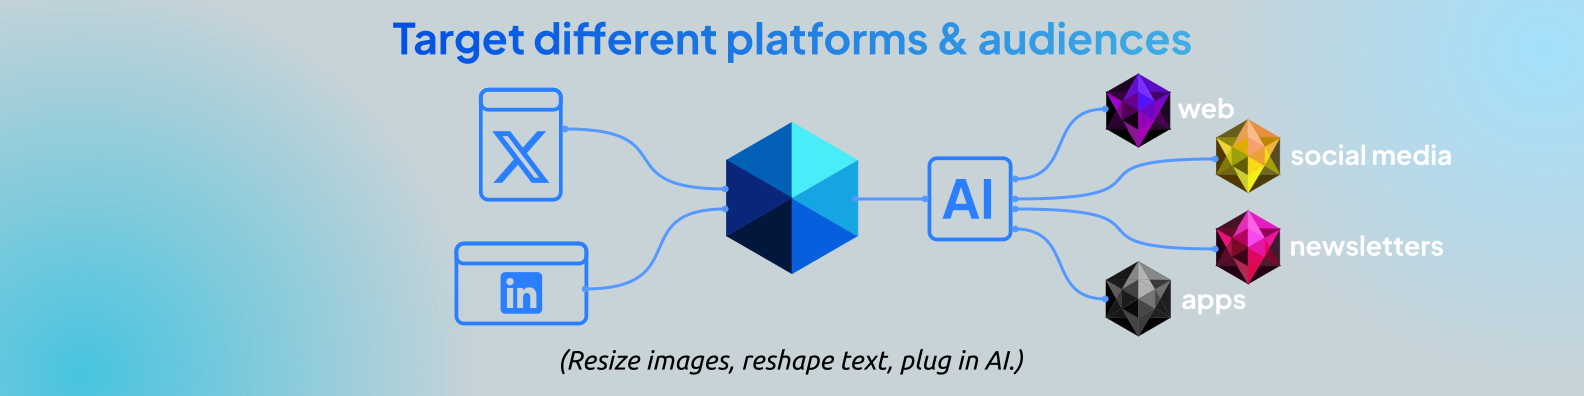 Target different platforms & audiences
X
in
AI
web
social media
newsletters
apps
(Resize images, reshape text, plug in AI.)